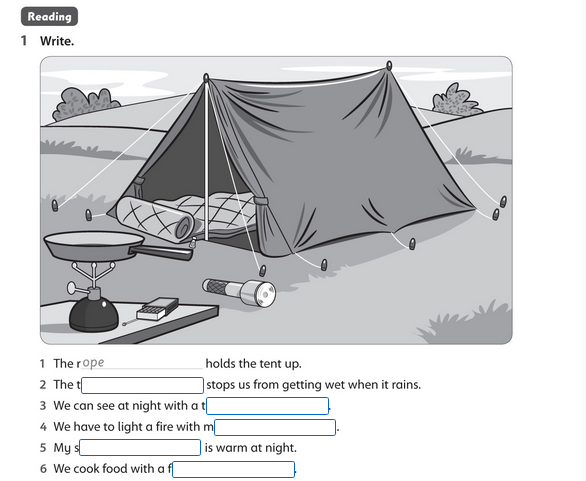 Reading
1 Write.
1 The rope holds the tent up.
2 The t stops us from getting wet when it rains.
3 We can see at night with a t .
4 We have to light a fire with m .
5 My s is warm at night.
6 We cook food with a f .